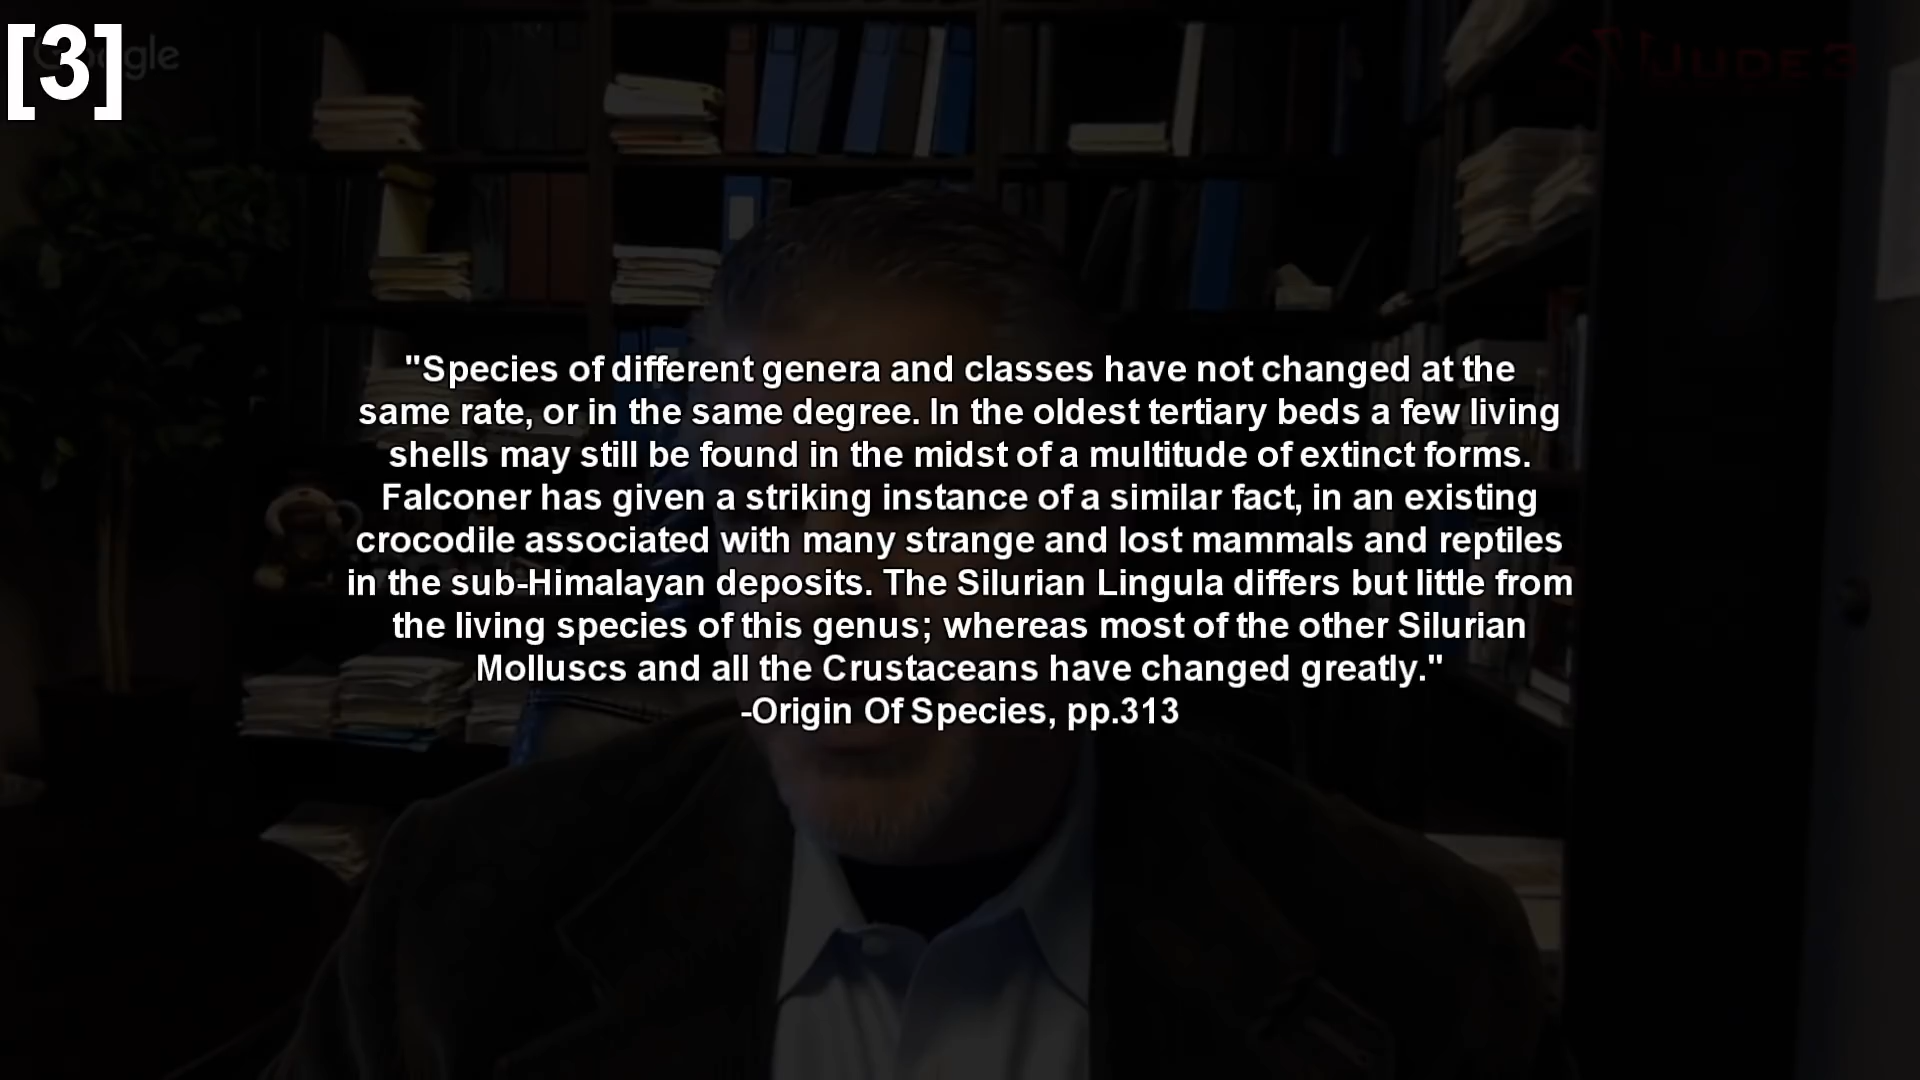 [3]
Google
JUDE 3
"Species of different genera and classes have not changed at the
same rate, or in the same degree. In the oldest tertiary beds a few living
shells may still be found in the midst of a multitude of extinct forms.
Falconer has given a striking instance of a similar fact, in an existing
crocodile associated with many strange and lost mammals and reptiles
in the sub-Himalayan deposits. The Silurian Lingula differs but little from
the living species of this genus; whereas most of the other Silurian
Molluscs and all the Crustaceans have changed greatly."
-Origin Of Species, pp.313